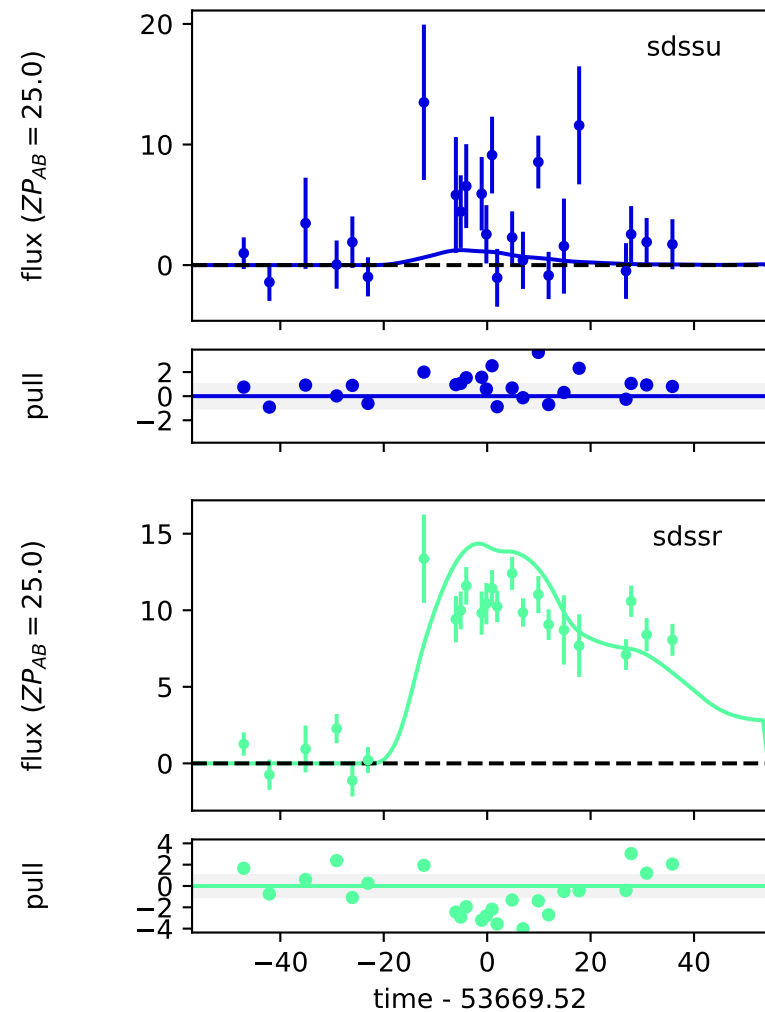 sdssu
flux (ZP_AB = 25.0)
20
10
0
pull
2
0
−2
sdssr
flux (ZP_AB = 25.0)
15
10
5
0
pull
4
2
0
−2
−4
−40 −20 0 20 40
time - 53669.52